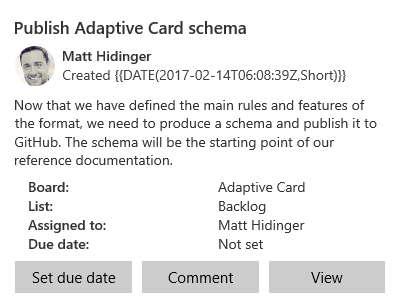 Publish Adaptive Card schema
Matt Hidinger
Created {{DATE(2017-02-14T06:08:39Z,Short)}}
Now that we have defined the main rules and features of
the format, we need to produce a schema and publish it to
GitHub. The schema will be the starting point of our
reference documentation.
Board: Adaptive Card
List: Backlog
Assigned to: Matt Hidinger
Due date: Not set
Set due date Comment View